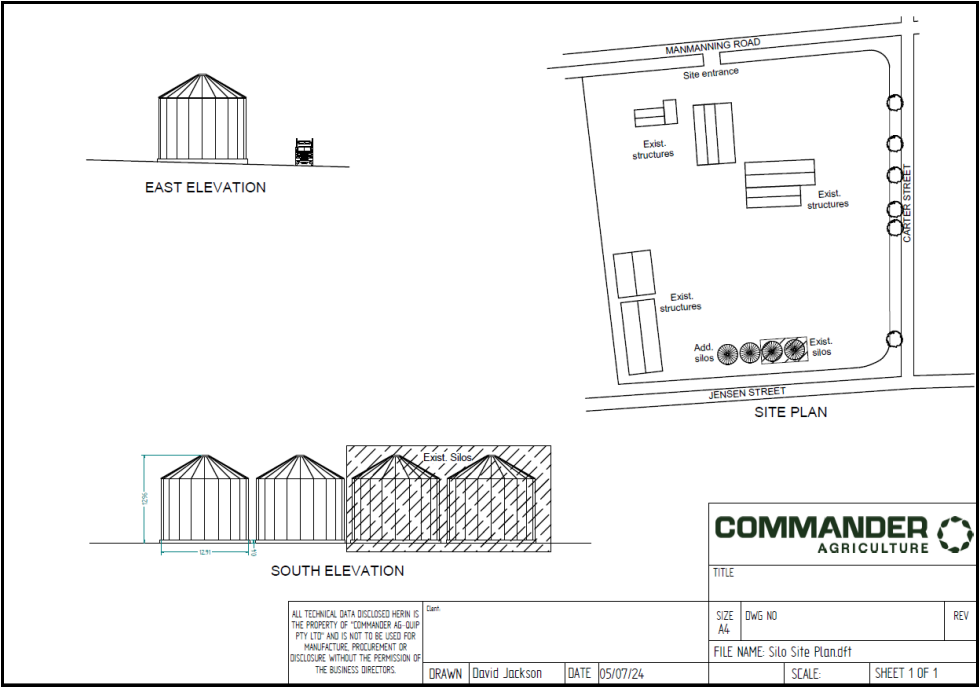 MANMANNING ROAD
Site entrance
Exist.
structures
Exist.
structures
CARTER STREET
Exist.
structures
Add.
silos
Exist.
silos
JENSEN STREET
SITE PLAN
EAST ELEVATION
Exist. Silos
12.91
SOUTH ELEVATION
COMMANDER
AGRICULTURE
TITLE
SIZE
A4
DWG NO
REV
FILE NAME: Silo Site Plan.dft
SCALE:
SHEET 1 OF 1
ALL TECHNICAL DATA DISCLOSED HERIN IS
THE PROPERTY OF "COMMANDER AG-QUIP
PTY LTD" AND IS NOT TO BE USED FOR
MANUFACTURE, PROCUREMENT OR
DISCLOSURE WITHOUT THE PERMISSION OF
THE BUSINESS DIRECTORS.
DRAWN
David Jackson
DATE
05/07/24